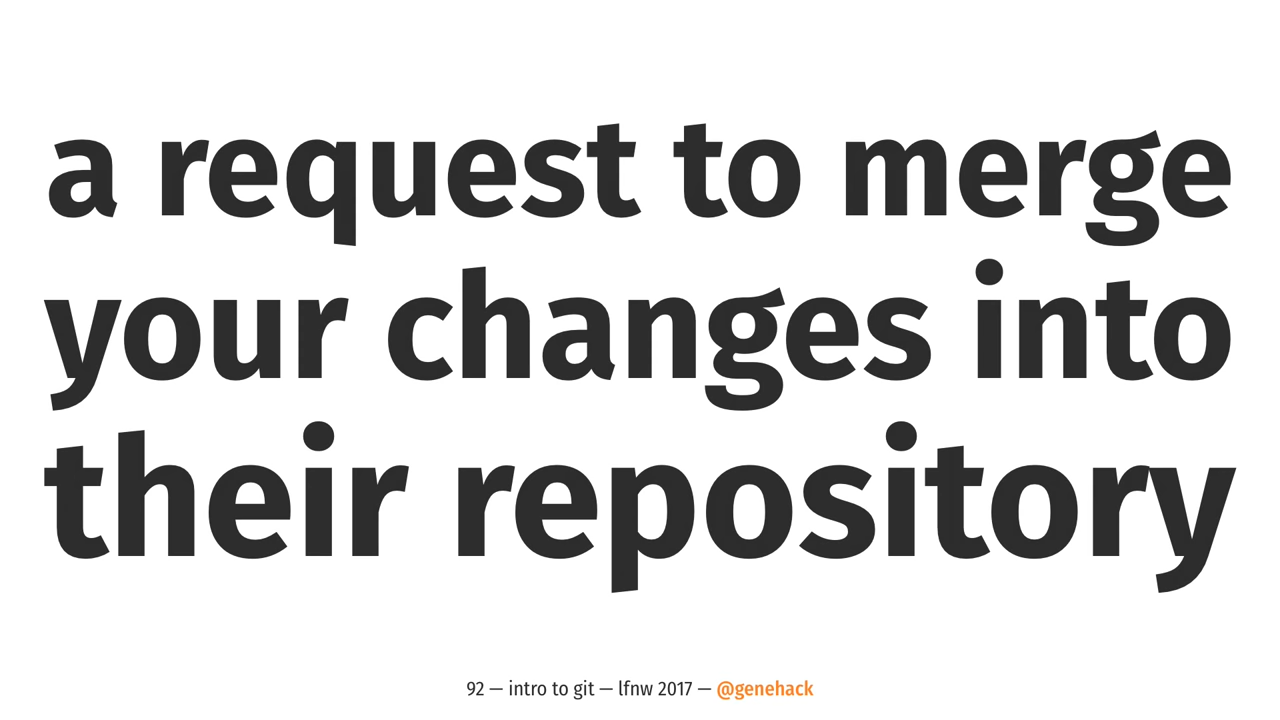 a request to merge
your changes into
their repository
92 — intro to git — lfnw 2017 — @genehack